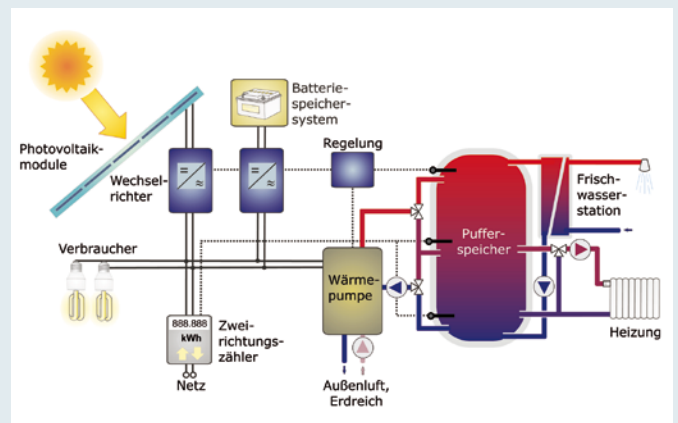 Batterie-
speicher-
system
Photovoltaik-
module
Wechsel-
richter
Regelung
Frisch-
wasser-
station
Puffer-
speicher
Verbraucher
Wärme-
pumpe
888.888
kWh
Zwei-
richtungs-
zähler
Heizung
Netz
Außenluft,
Erdreich